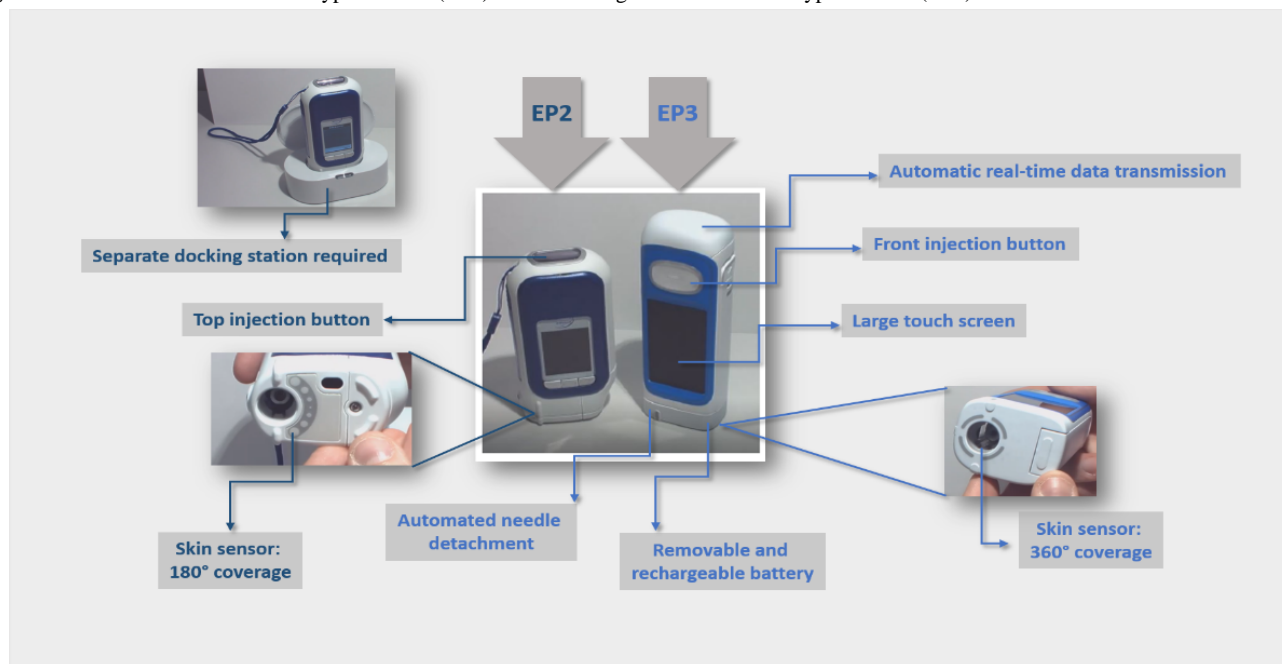 EP2
EP3
Automatic real-time data transmission
Separate docking station required
Front injection button
Top injection button
Large touch screen
Automated needle
detachment
Removable and
rechargeable battery
Skin sensor:
180° coverage
Skin sensor:
360° coverage